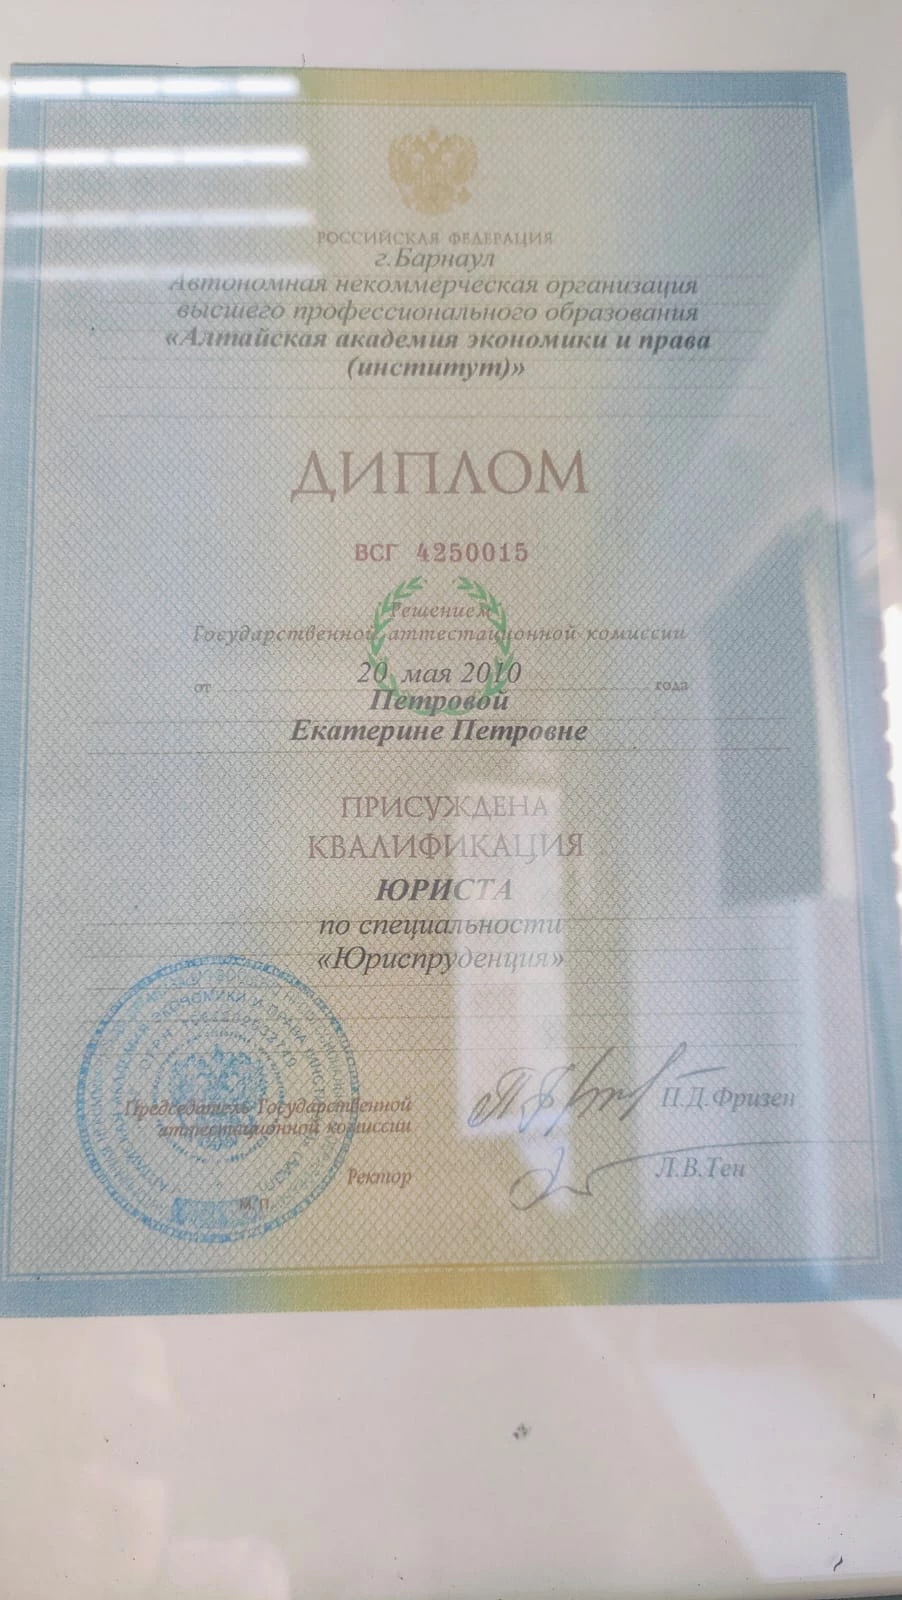 РОССИЙСКАЯ ФЕДЕРАЦИЯ
г.Барнаул
Автономная некоммерческая организация
высшего профессионального образования
«Алтайская академия экономики и права
(институт)»
ДИПЛОМ
ВСГ 4250015
Решением
Государственной аттестационной комиссии
от 20 мая 2010 года
Петровой
Екатерине Петровне
ПРИСУЖДЕНА
КВАЛИФИКАЦИЯ
ЮРИСТА
по специальности
«Юриспруденция»
Председатель Государственной
аттестационной комиссии
П.Д.Фризен
Ректор
Л.В.Тен
М.П.